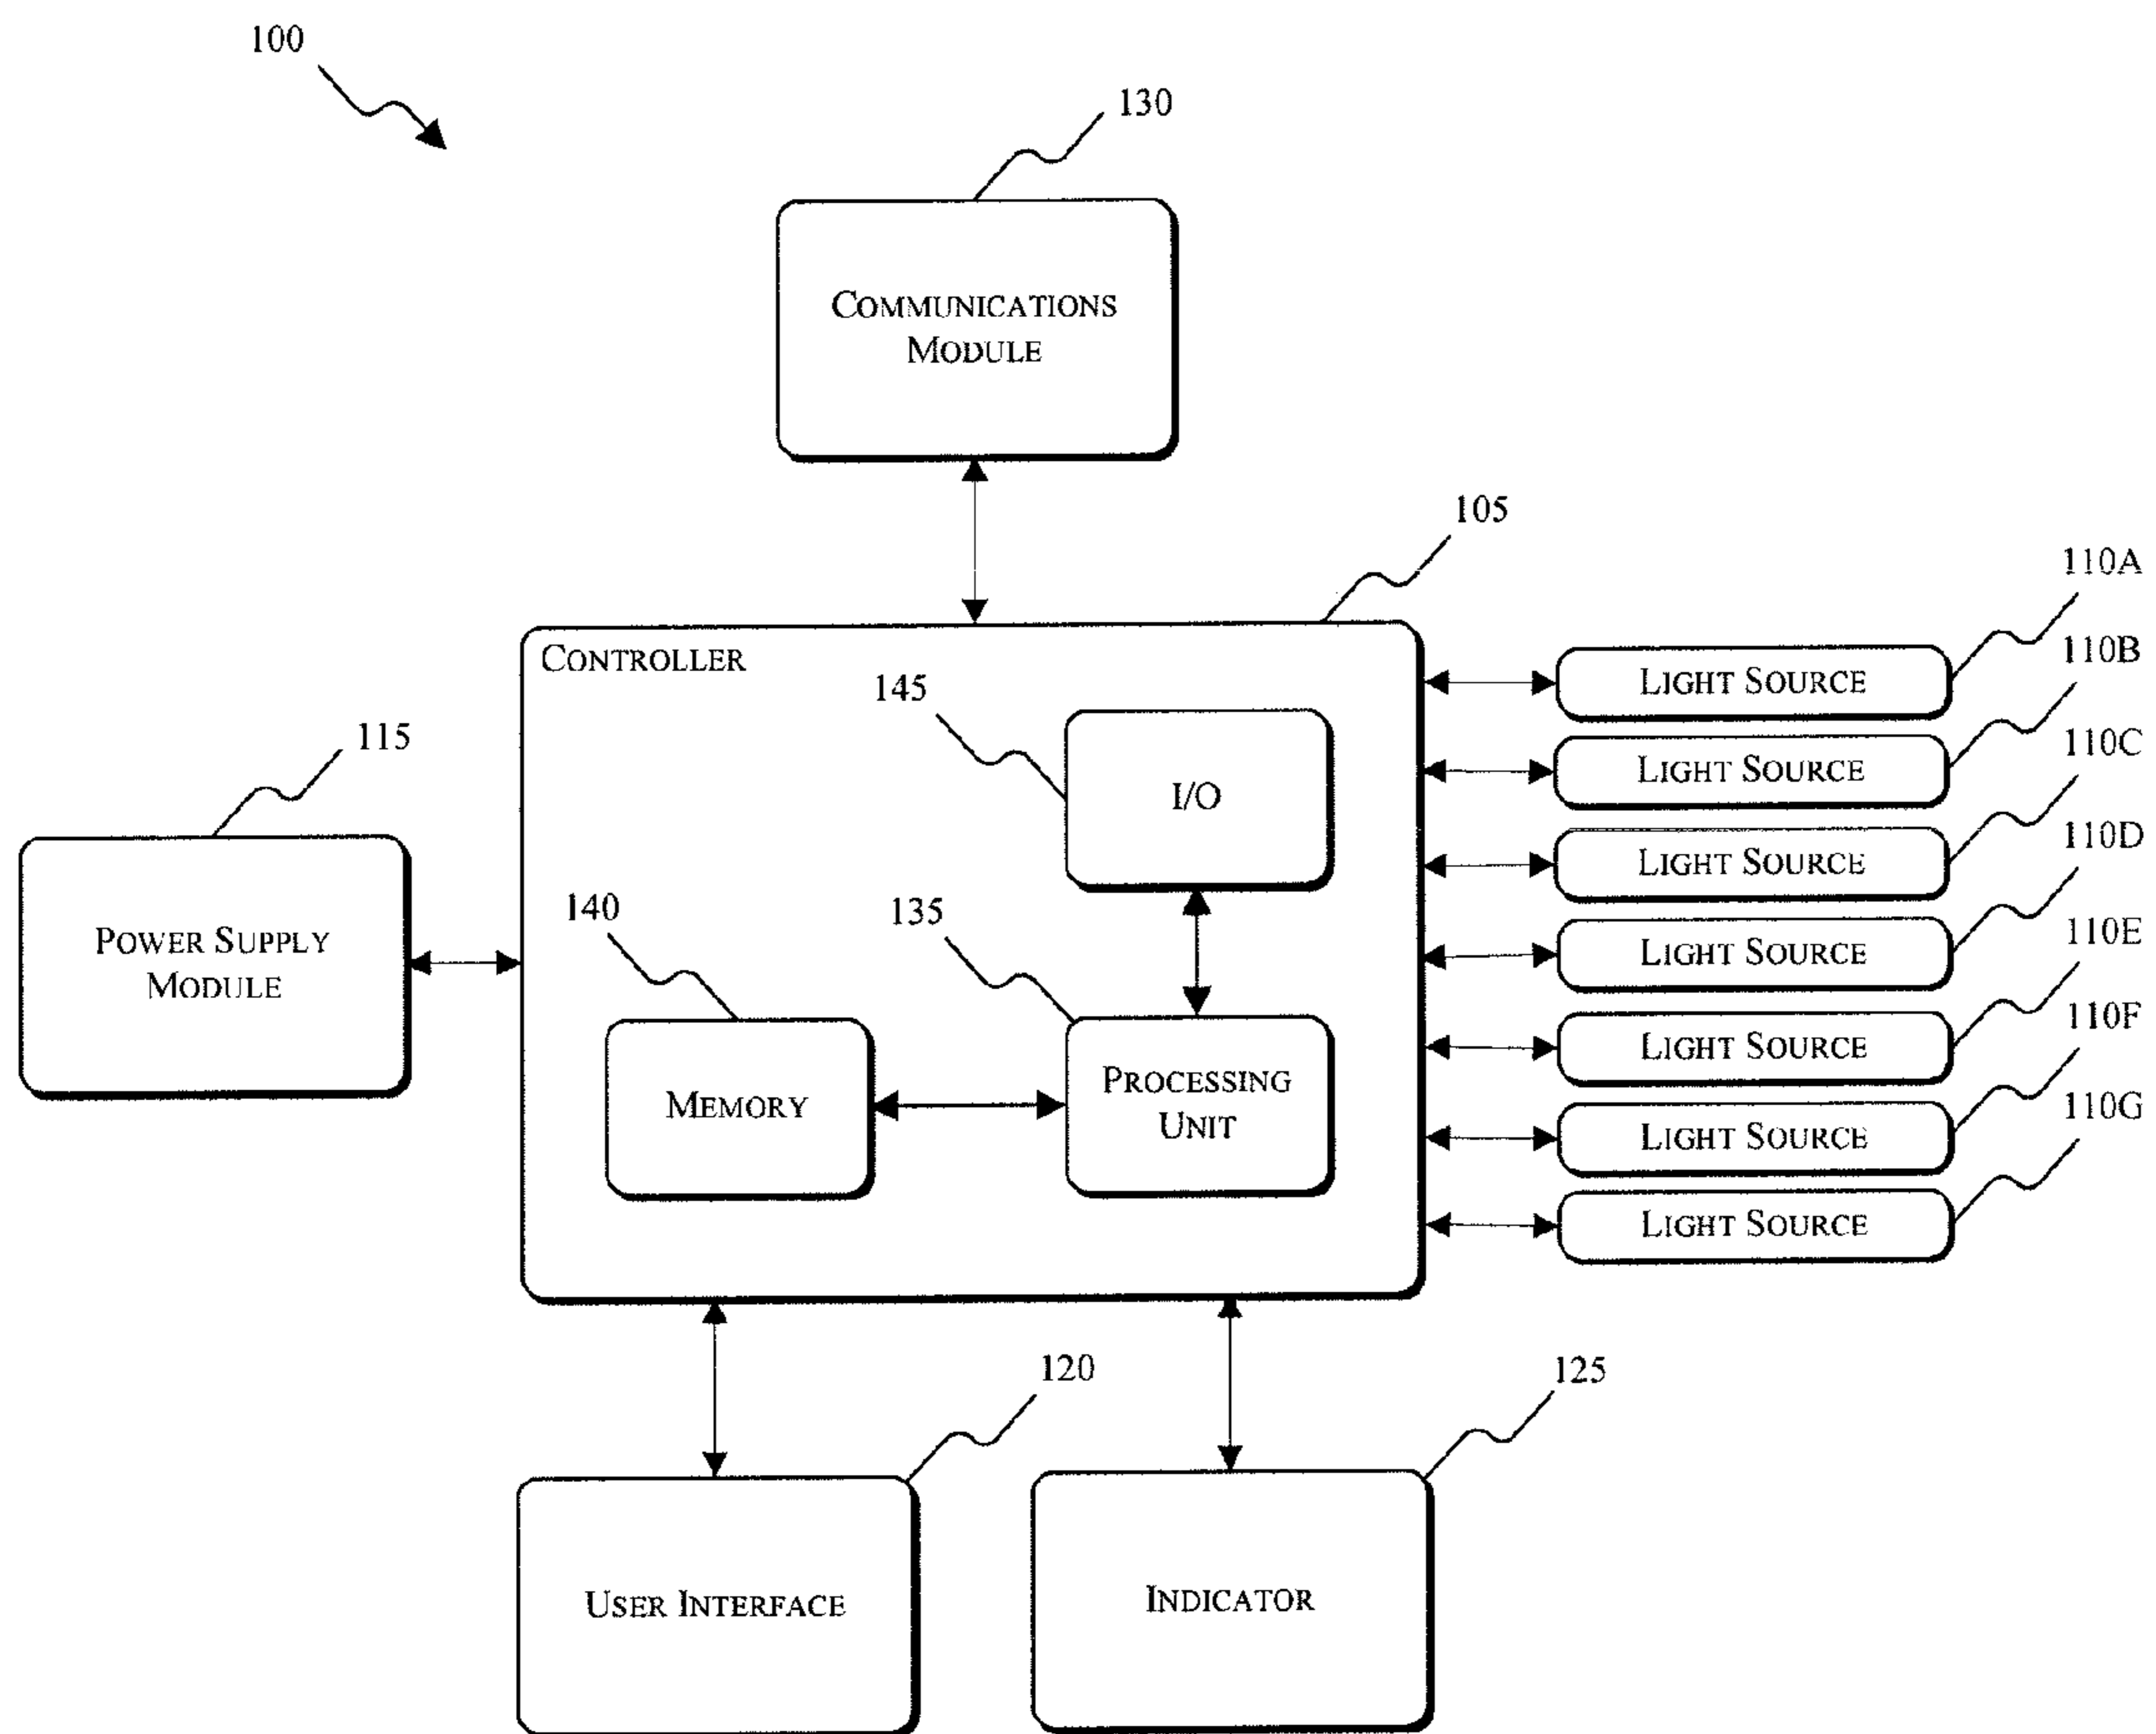 100
130
COMMUNICATIONS
MODULE
105
110A
CONTROLLER
110B
LIGHT SOURCE
145
115
110C
I/O
LIGHT SOURCE
110D
LIGHT SOURCE
140
135
110E
POWER SUPPLY
MODULE
LIGHT SOURCE
110F
LIGHT SOURCE
MEMORY
PROCESSING
UNIT
110G
LIGHT SOURCE
LIGHT SOURCE
120
125
USER INTERFACE
INDICATOR